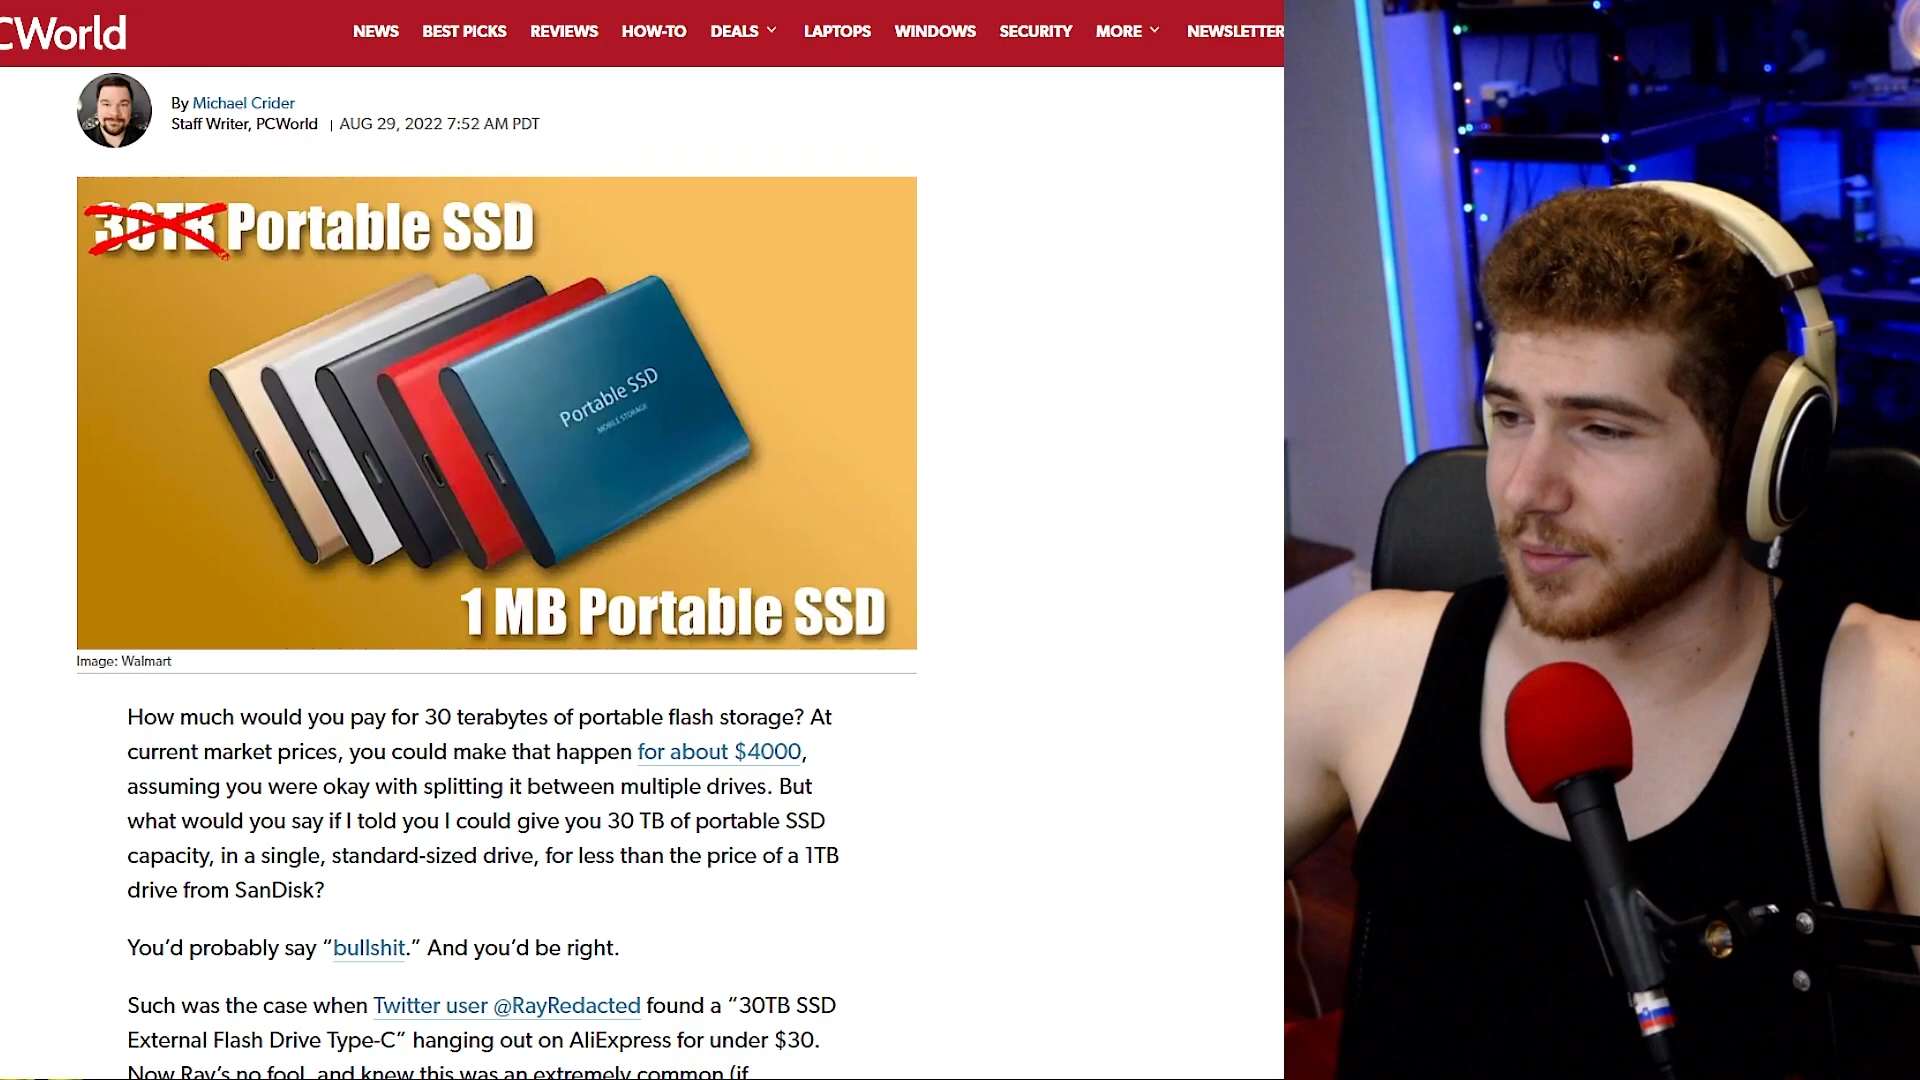 CWorld
NEWS BEST PICKS REVIEWS HOW-TO DEALS LAPTOPS WINDOWS SECURITY MORE NEWSLETTER
By Michael Crider
Staff Writer, PCWorld | AUG 29, 2022 7:52 AM PDT
30TB Portable SSD
Portable SSD
MOBILE STORAGE
1 MB Portable SSD
Image: Walmart
How much would you pay for 30 terabytes of portable flash storage? At
current market prices, you could make that happen for about $4000,
assuming you were okay with splitting it between multiple drives. But
what would you say if I told you I could give you 30 TB of portable SSD
capacity, in a single, standard-sized drive, for less than the price of a 1TB
drive from SanDisk?
You’d probably say “bullshit.” And you’d be right.
Such was the case when Twitter user @RayRedacted found a “30TB SSD
External Flash Drive Type-C” hanging out on AliExpress for under $30.
Now Ray’s no fool, and knew this was an extremely common (if